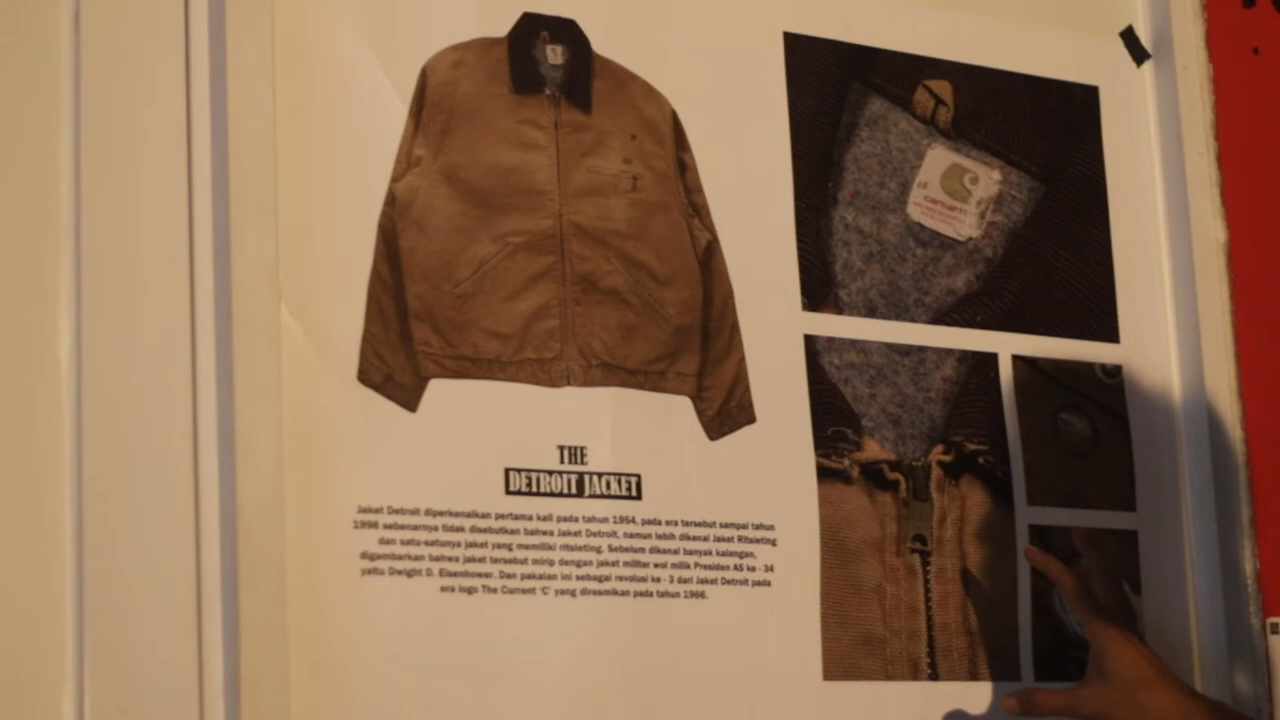 THE
DETROIT JACKET
Jaket Detroit diperkenalkan pertama kali pada tahun 1954, pada era tersebut sampai tahun
1998 sebenarnya tidak disebutkan bahwa Jaket Detroit, namun lebih dikenal Jaket Ritsleting
dan satu-satunya jaket yang memiliki ritsleting. Sebelum dikenal banyak kalangan,
digambarkan bahwa jaket tersebut mirip dengan jaket militer wol milik Presiden AS ke - 34
yaitu Dwight D. Eisenhower. Dan pakaian ini sebagai revolusi ke - 3 dari Jaket Detroit pada
era logo The Current 'C' yang diresmikan pada tahun 1966.
carhartt